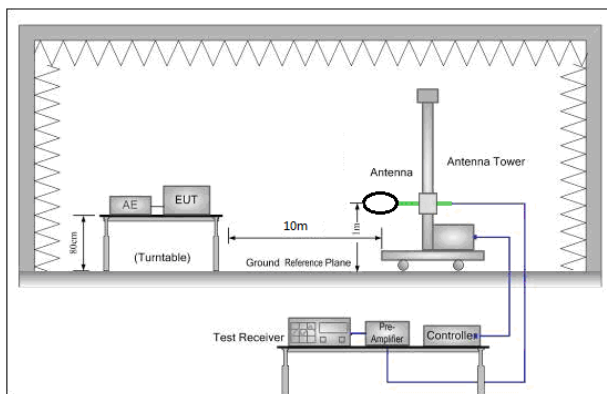 Antenna Tower
Antenna
AE
EUT
80cm
(Turntable)
10m
1m
Ground Reference Plane
Test Receiver
Pre-
Amplifier
Controller